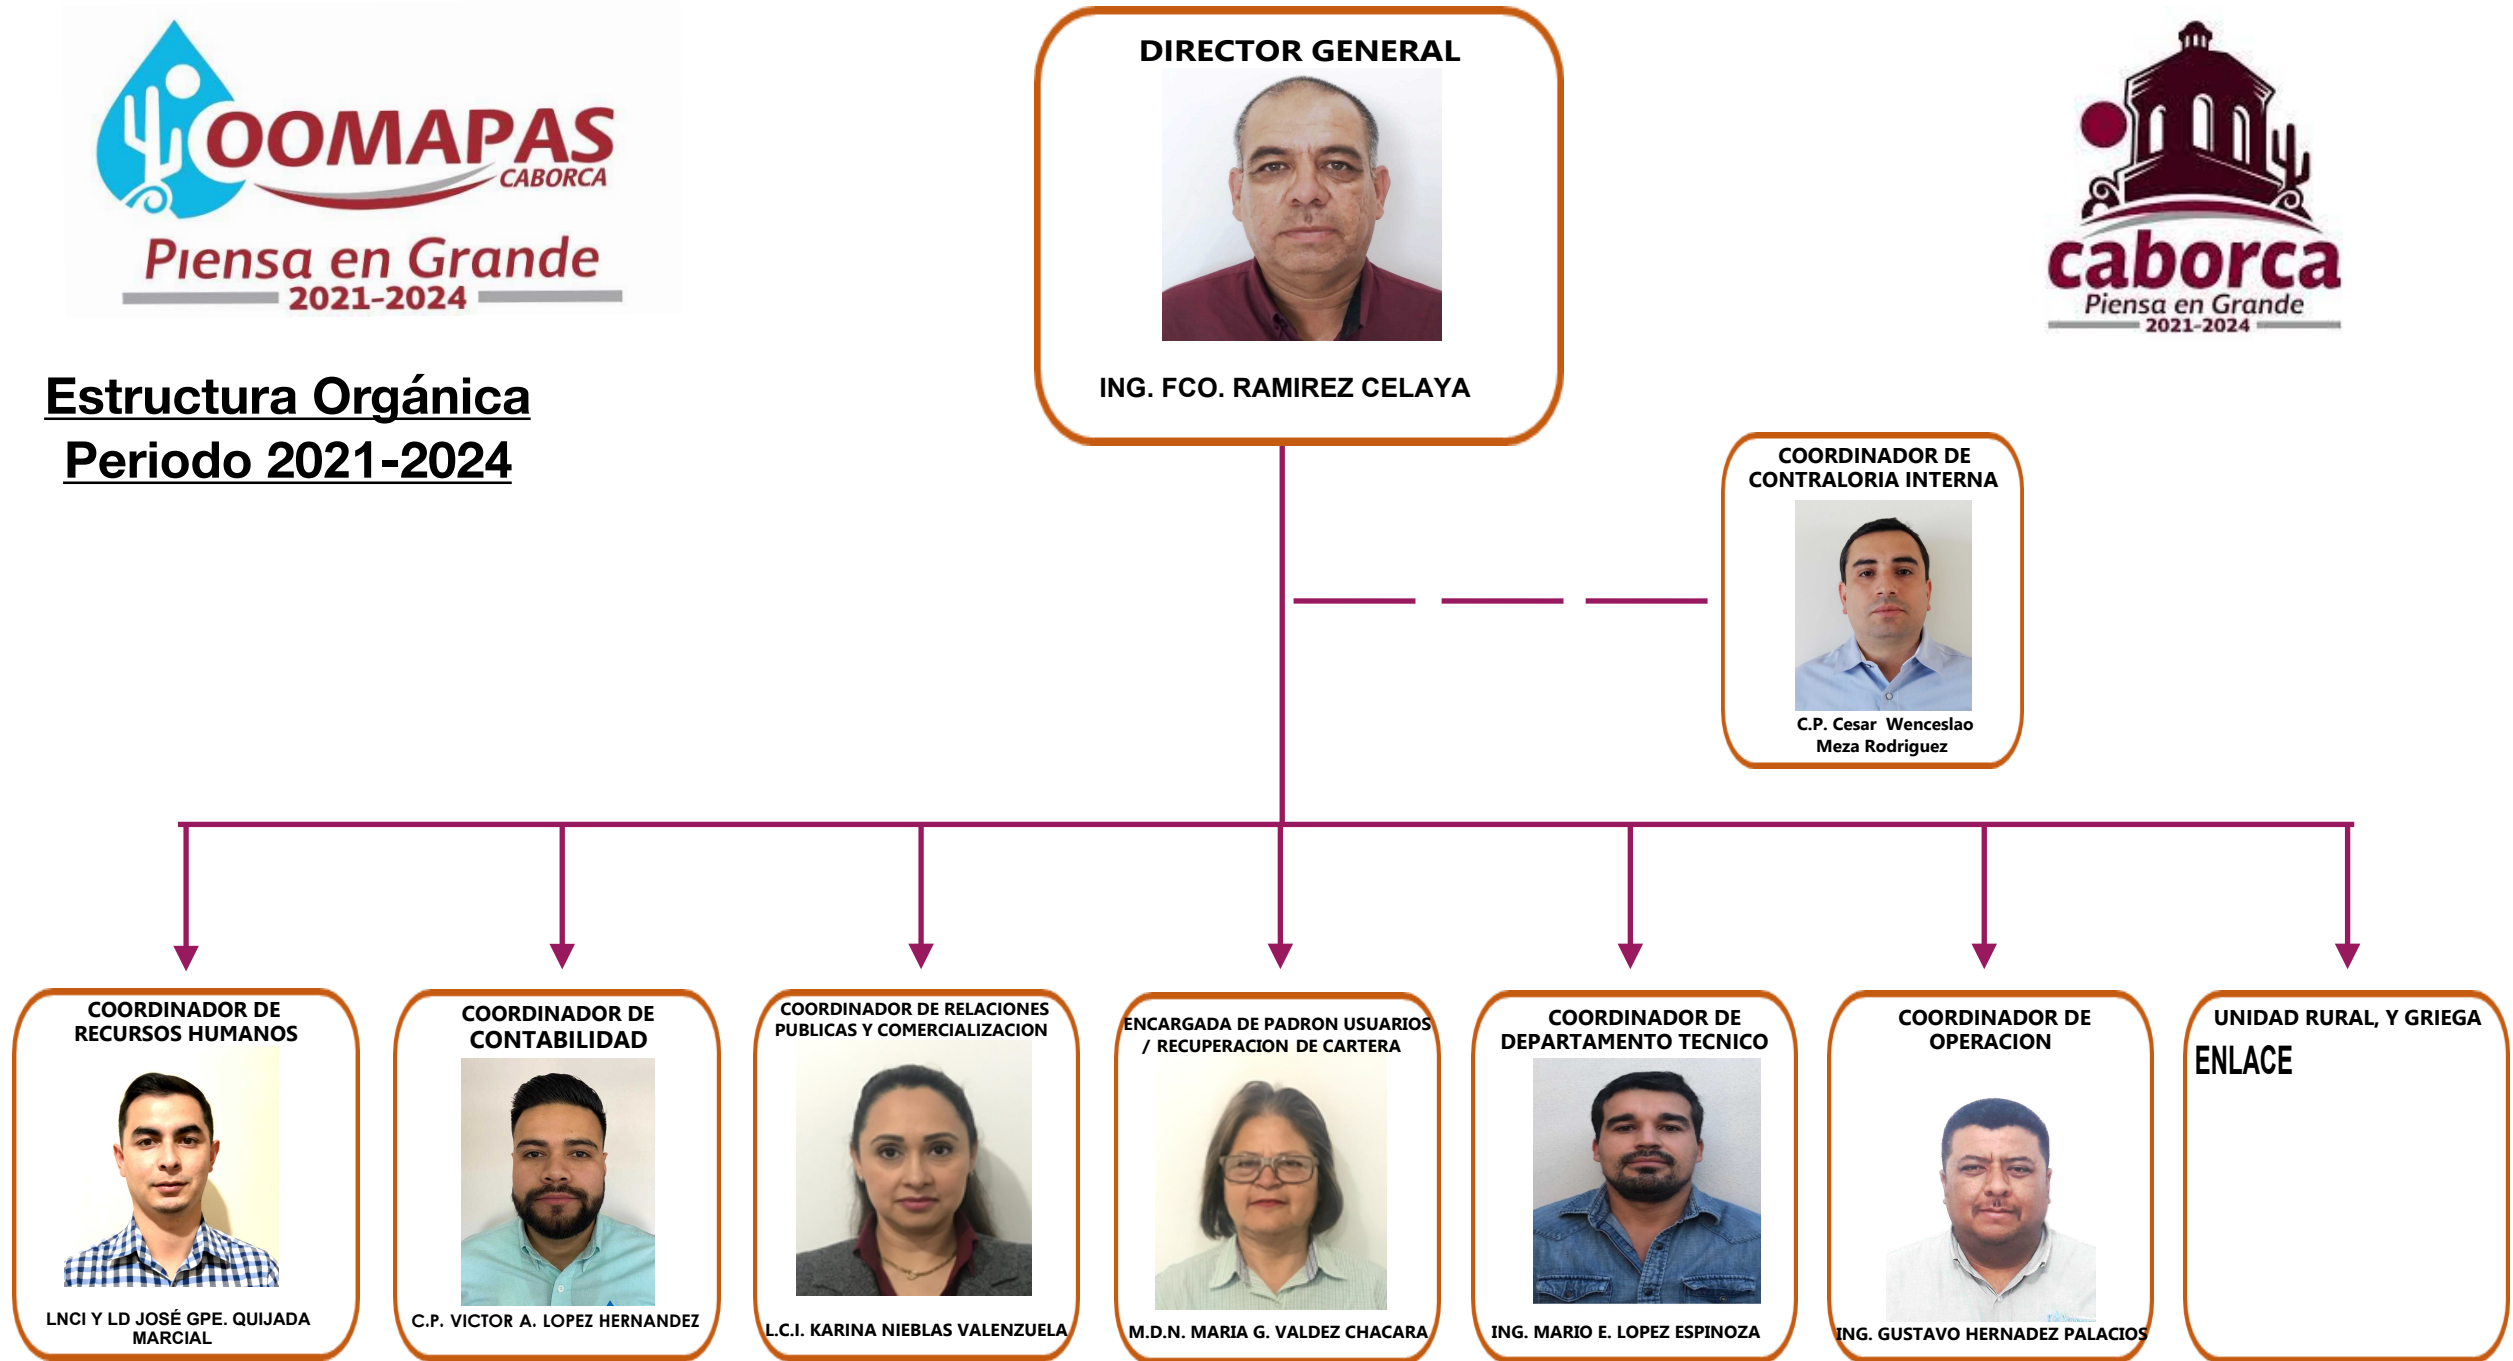 OOMAPAS
CABORCA
Piensa en Grande
2021-2024
DIRECTOR GENERAL
ING. FCO. RAMIREZ CELAYA
caborca
Piensa en Grande
2021-2024
Estructura Orgánica
Periodo 2021-2024
COORDINADOR DE
CONTRALORIA INTERNA
C.P. Cesar Wenceslao
Meza Rodriguez
COORDINADOR DE
RECURSOS HUMANOS
LNCI Y LD JOSÉ GPE. QUIJADA
MARCIAL
COORDINADOR DE
CONTABILIDAD
C.P. VICTOR A. LOPEZ HERNANDEZ
COORDINADOR DE RELACIONES
PUBLICAS Y COMERCIALIZACION
L.C.I. KARINA NIEBLAS VALENZUELA
ENCARGADA DE PADRON USUARIOS
/ RECUPERACION DE CARTERA
M.D.N. MARIA G. VALDEZ CHACARA
COORDINADOR DE
DEPARTAMENTO TECNICO
ING. MARIO E. LOPEZ ESPINOZA
COORDINADOR DE
OPERACION
ING. GUSTAVO HERNADEZ PALACIOS
UNIDAD RURAL, Y GRIEGA
ENLACE